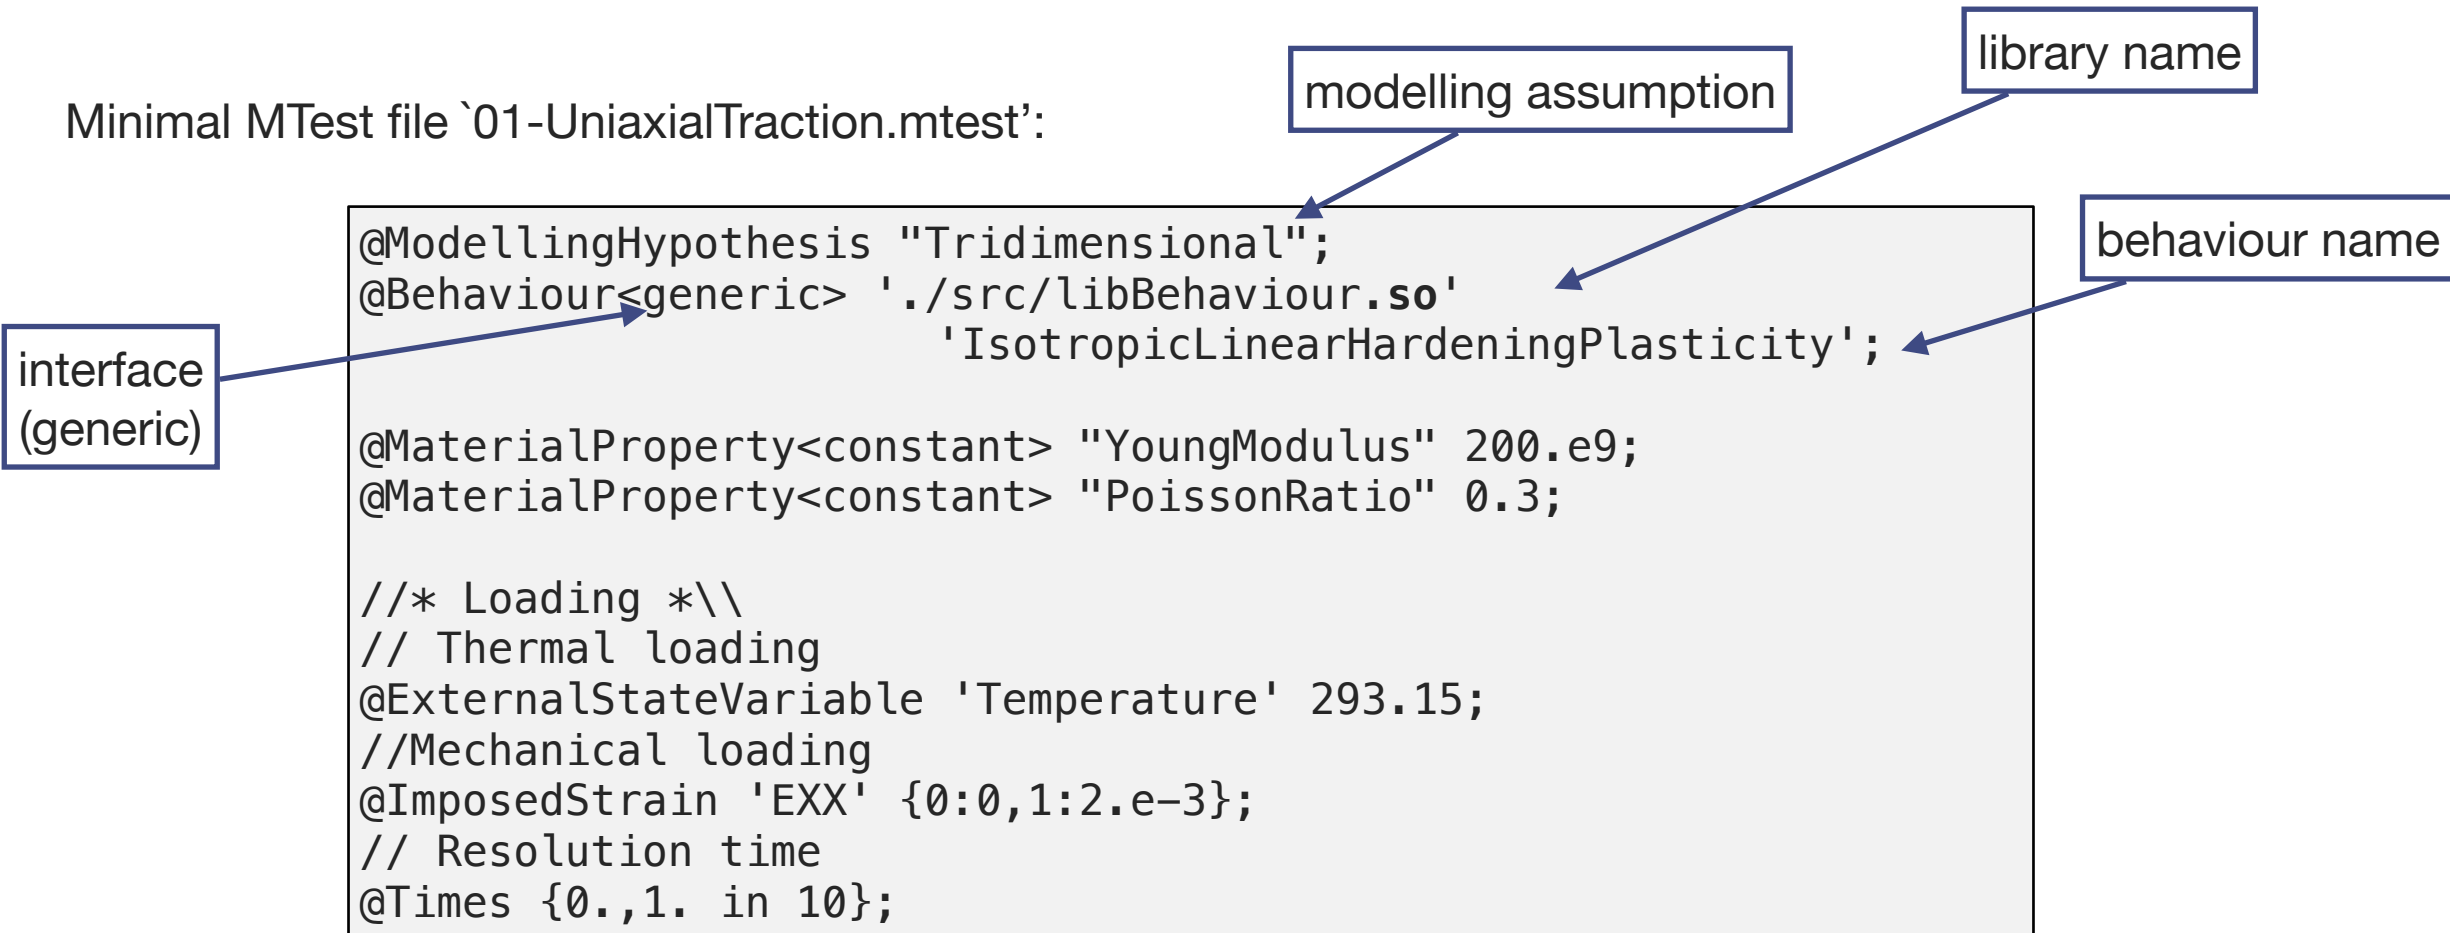 library name
modelling assumption
Minimal MTest file `01-UniaxialTraction.mtest’:
behaviour name
@ModellingHypothesis "Tridimensional";
@Behaviour<generic> './src/libBehaviour.so'
'IsotropicLinearHardeningPlasticity';
interface
(generic)
@MaterialProperty<constant> "YoungModulus" 200.e9;
@MaterialProperty<constant> "PoissonRatio" 0.3;
//* Loading *\\
// Thermal loading
@ExternalStateVariable 'Temperature' 293.15;
//Mechanical loading
@ImposedStrain 'EXX' {0:0,1:2.e–3};
// Resolution time
@Times {0.,1. in 10};